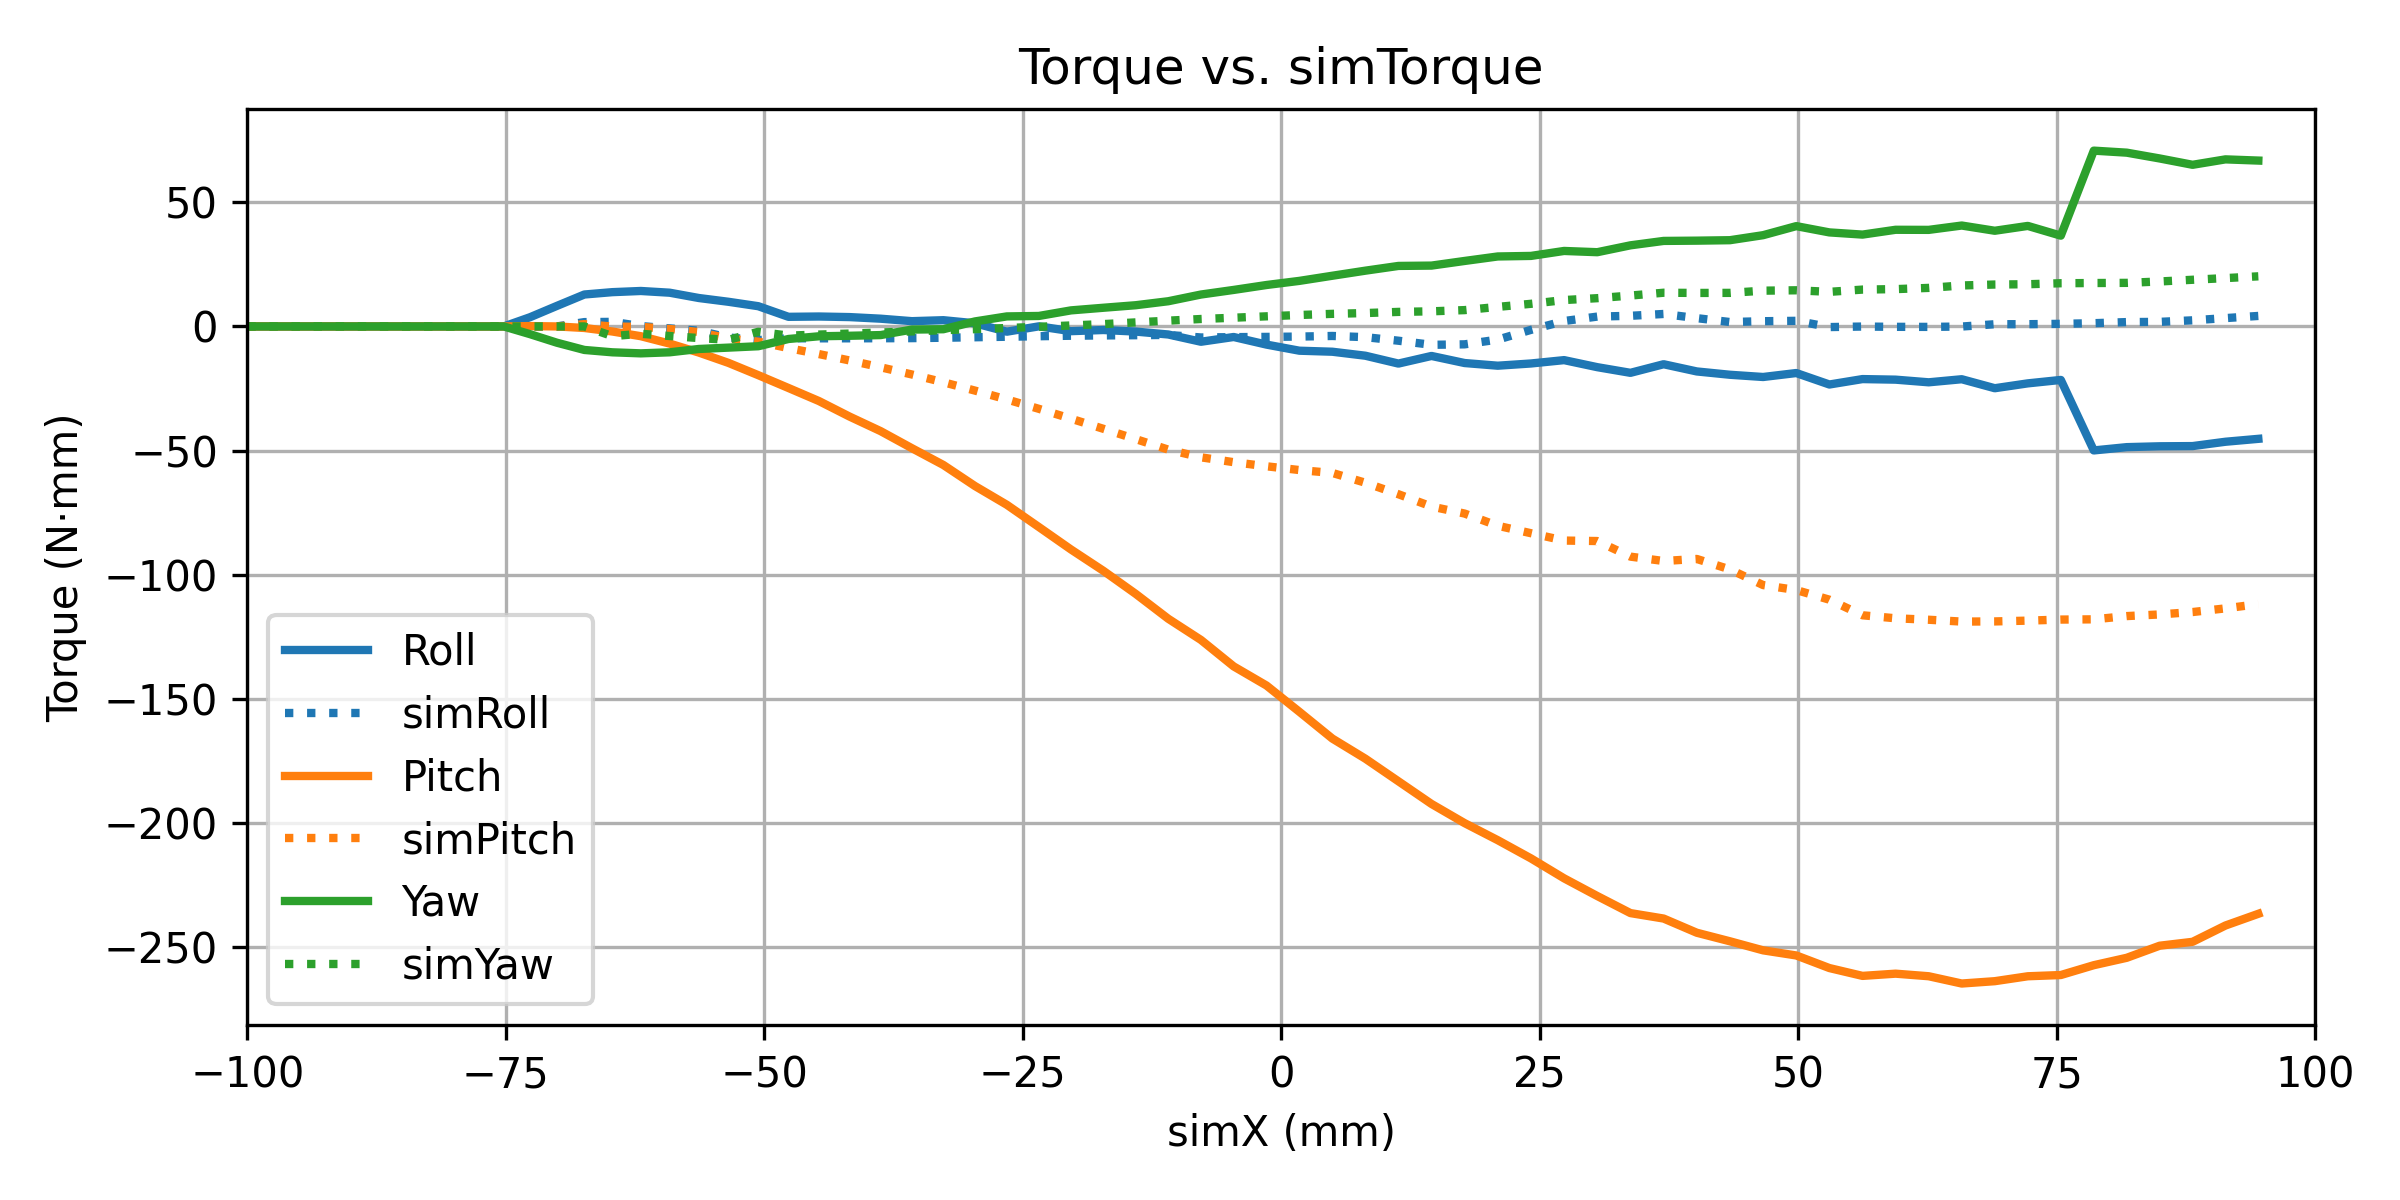 Torque vs. simTorque
Torque (N·mm)
50
0
−50
−100
−150
−200
−250
Roll
simRoll
Pitch
simPitch
Yaw
simYaw
−100 −75 −50 −25 0 25 50 75 100
simX (mm)